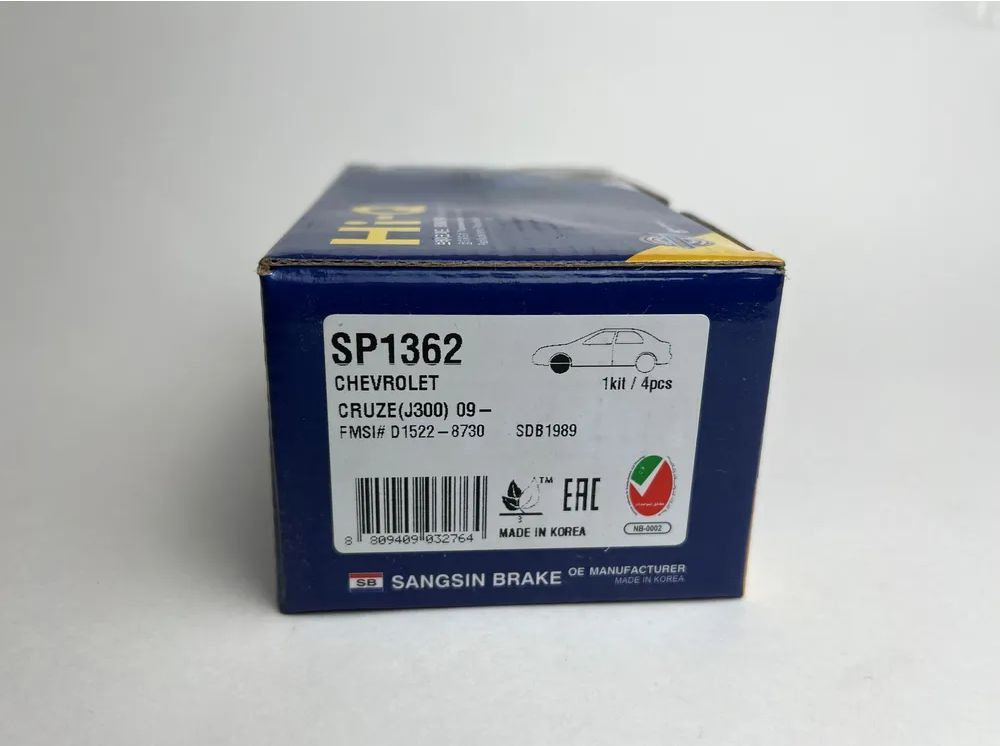 Hi-Q
SP1362
CHEVROLET
1kit / 4pcs
CRUZE(J300) 09-
FMSI# D1522-8730 SDB1989
8 809409 032764
TM
EAC
MADE IN KOREA
NB-0002
SB SANGSIN BRAKE OE MANUFACTURER
MADE IN KOREA